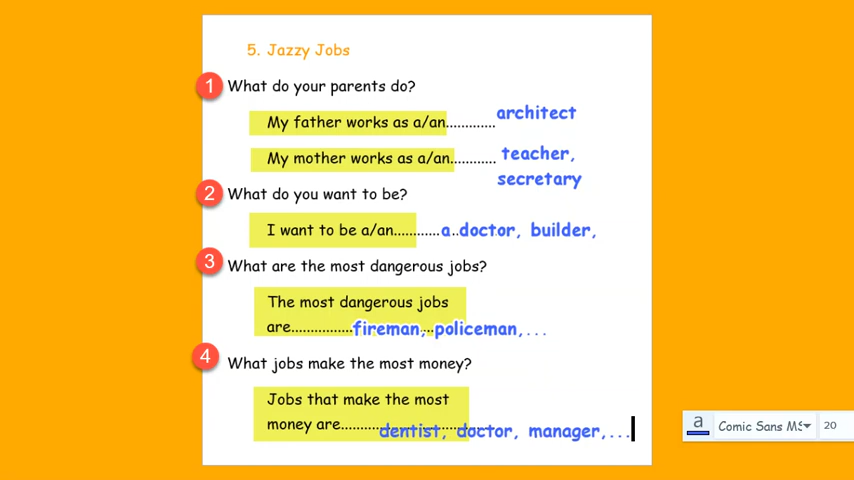 5. Jazzy Jobs
1 What do your parents do?
My father works as a/an............. architect
My mother works as a/an............ teacher,
secretary
2 What do you want to be?
I want to be a/an............a..doctor, builder,
3 What are the most dangerous jobs?
The most dangerous jobs
are................fireman,...policeman,...
4 What jobs make the most money?
Jobs that make the most
money are..........dentist, doctor, manager,...
a Comic Sans MS 20